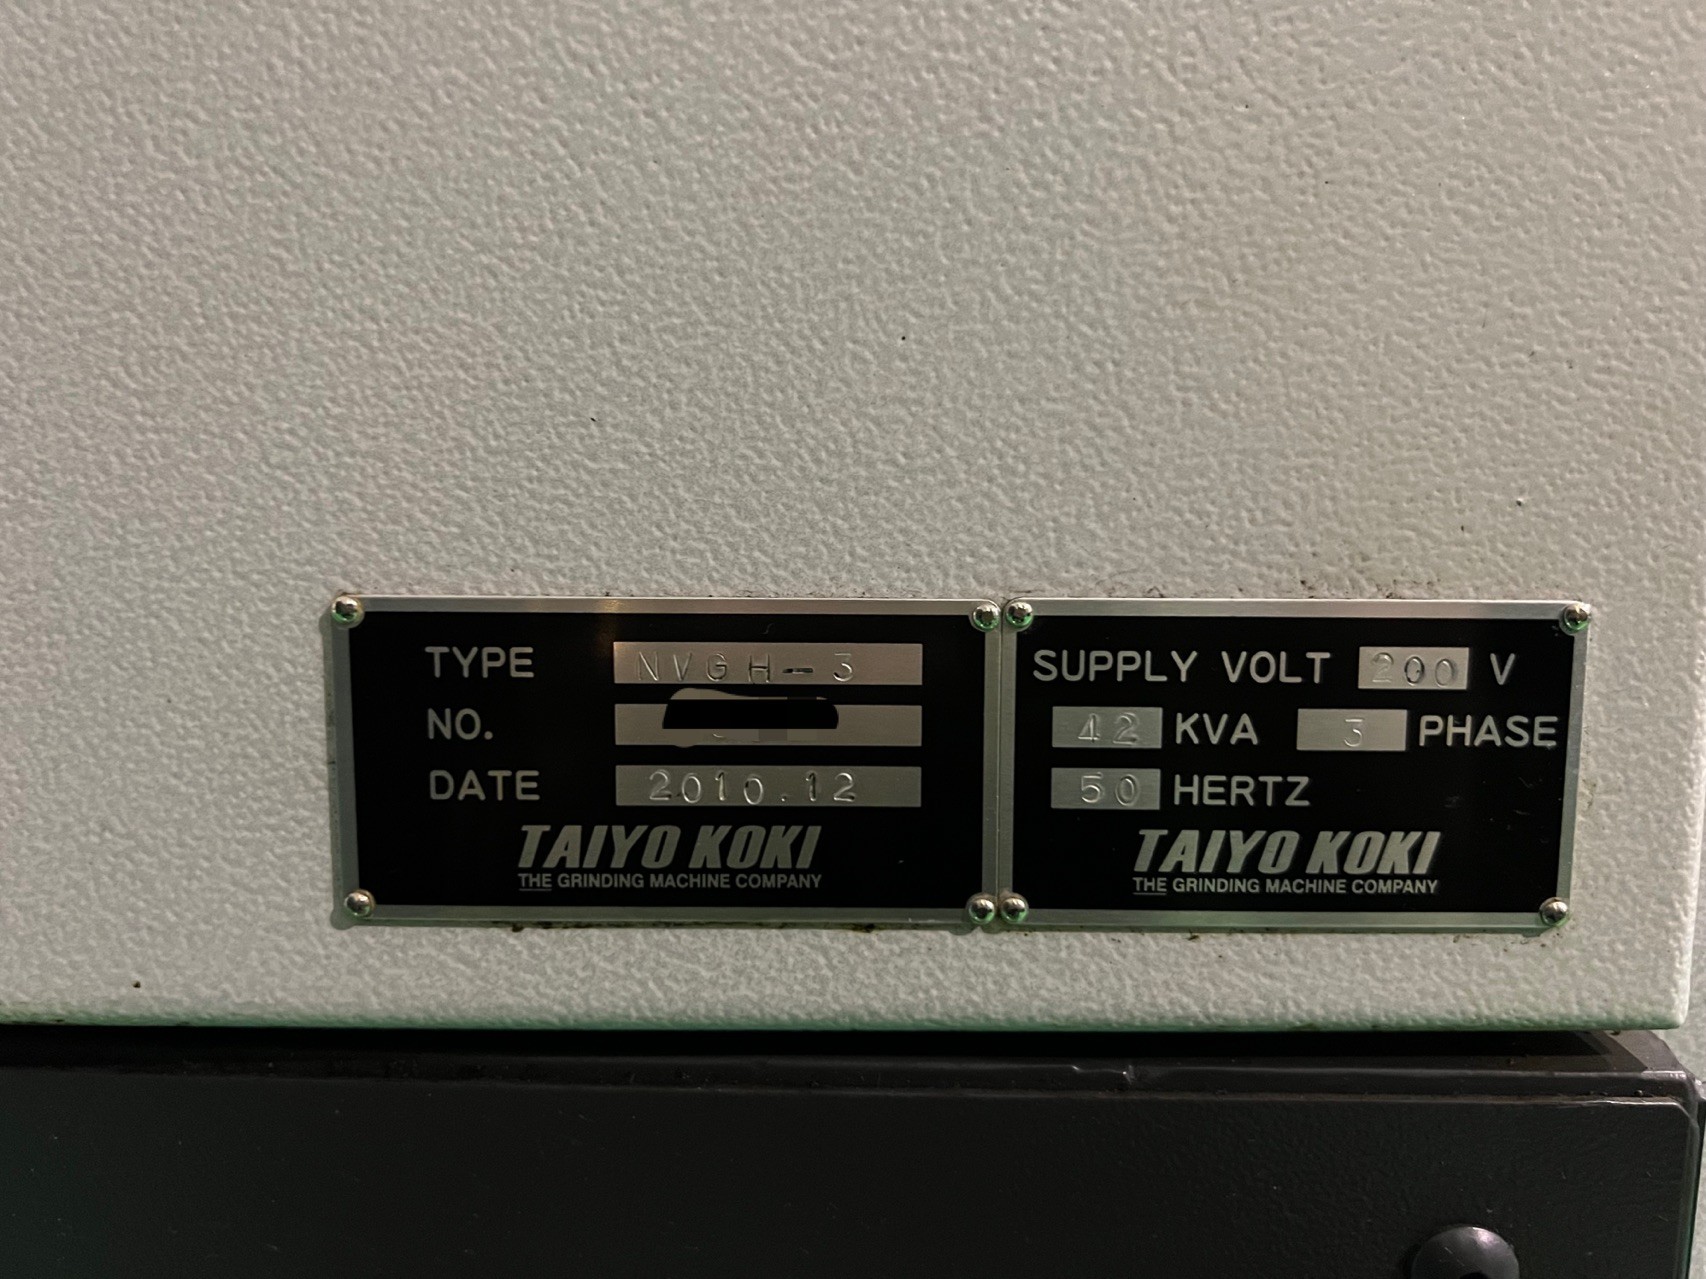 TYPE NVGH-3
NO.
DATE 2010.12
TAIYO KOKI
THE GRINDING MACHINE COMPANY
SUPPLY VOLT 200 V
42 KVA 3 PHASE
50 HERTZ
TAIYO KOKI
THE GRINDING MACHINE COMPANY